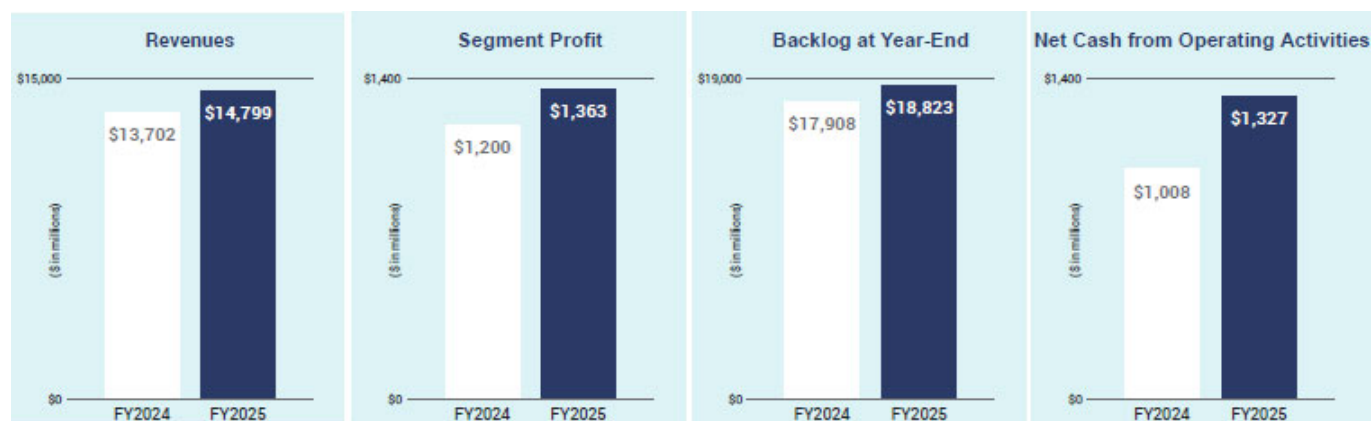 Revenues
$15,000
$13,702
$14,799
($ in millions)
$0
FY2024 FY2025
Segment Profit
$1,400
$1,200
$1,363
($ in millions)
$0
FY2024 FY2025
Backlog at Year-End
$19,000
$17,908
$18,823
($ in millions)
$0
FY2024 FY2025
Net Cash from Operating Activities
$1,400
$1,008
$1,327
($ in millions)
$0
FY2024 FY2025